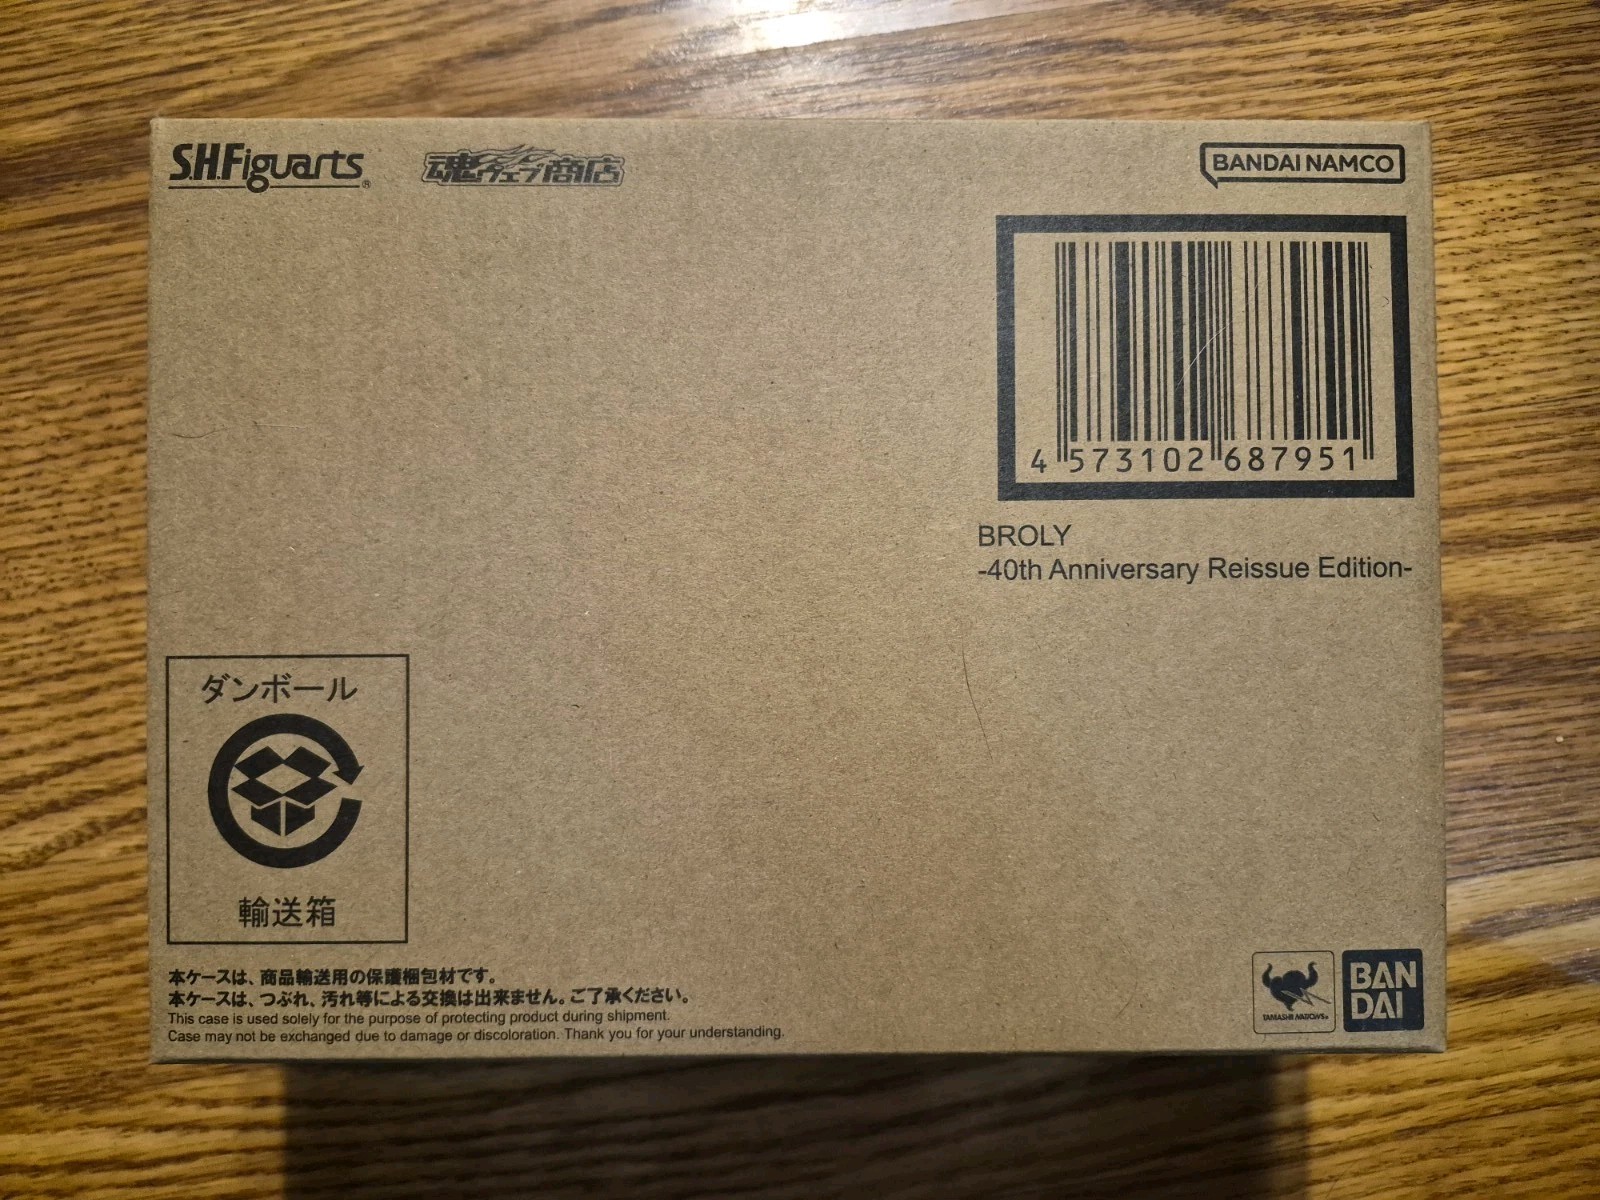 S.H.Figuarts®
魂ウェブ商店
BANDAI NAMCO
4 573102 687951
BROLY
-40th Anniversary Reissue Edition-
ダンボール
輸送箱
本ケースは、商品輸送用の保護梱包材です。
本ケースは、つぶれ、汚れ等による交換は出来ません。ご了承ください。
This case is used solely for the purpose of protecting product during shipment.
Case may not be exchanged due to damage or discoloration. Thank you for your understanding.
TAMASHII NATIONS®
BAN
DAI